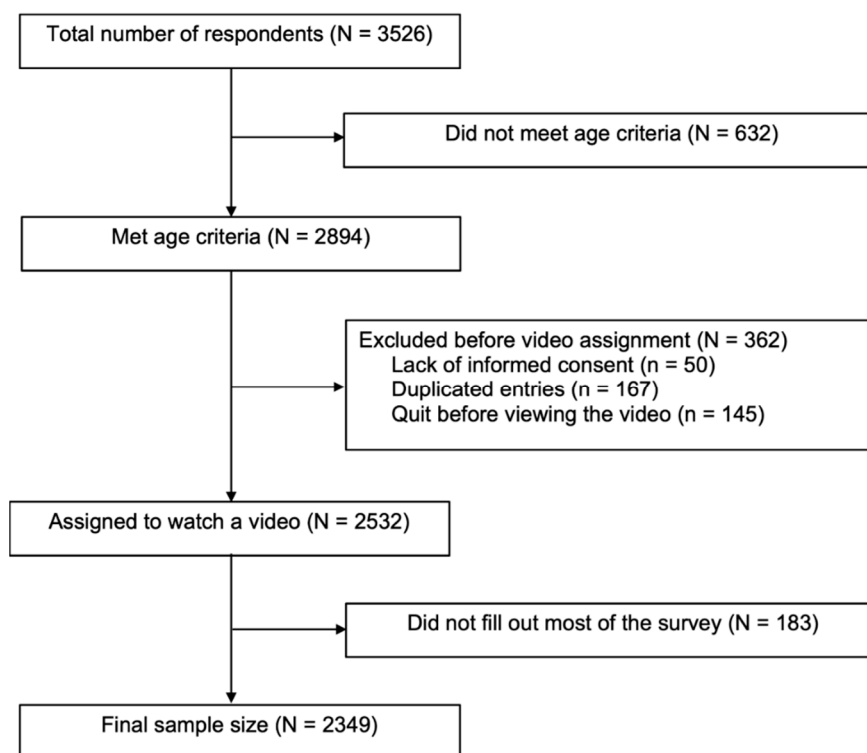 Total number of respondents (N = 3526)
Did not meet age criteria (N = 632)
Met age criteria (N = 2894)
Excluded before video assignment (N = 362)
Lack of informed consent (n = 50)
Duplicated entries (n = 167)
Quit before viewing the video (n = 145)
Assigned to watch a video (N = 2532)
Did not fill out most of the survey (N = 183)
Final sample size (N = 2349)